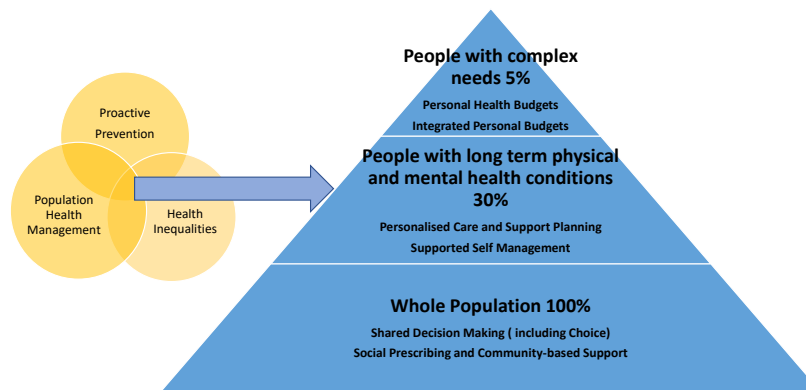 Proactive
Prevention
Population
Health
Management
Health
Inequalities
People with complex
needs 5%
Personal Health Budgets
Integrated Personal Budgets
People with long term physical
and mental health conditions
30%
Personalised Care and Support Planning
Supported Self Management
Whole Population 100%
Shared Decision Making ( including Choice)
Social Prescribing and Community-based Support